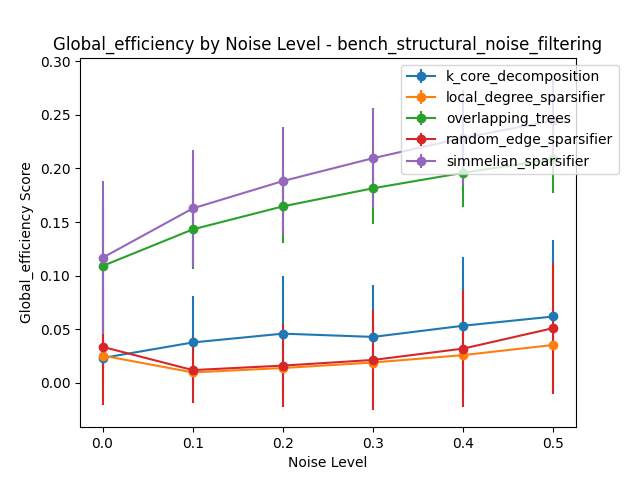 Global_efficiency by Noise Level - bench_structural_noise_filtering
0.30
0.25
0.20
0.15
0.10
0.05
0.00
Global_efficiency Score
k_core_decomposition
local_degree_sparsifier
overlapping_trees
random_edge_sparsifier
simmelian_sparsifier
0.0 0.1 0.2 0.3 0.4 0.5
Noise Level